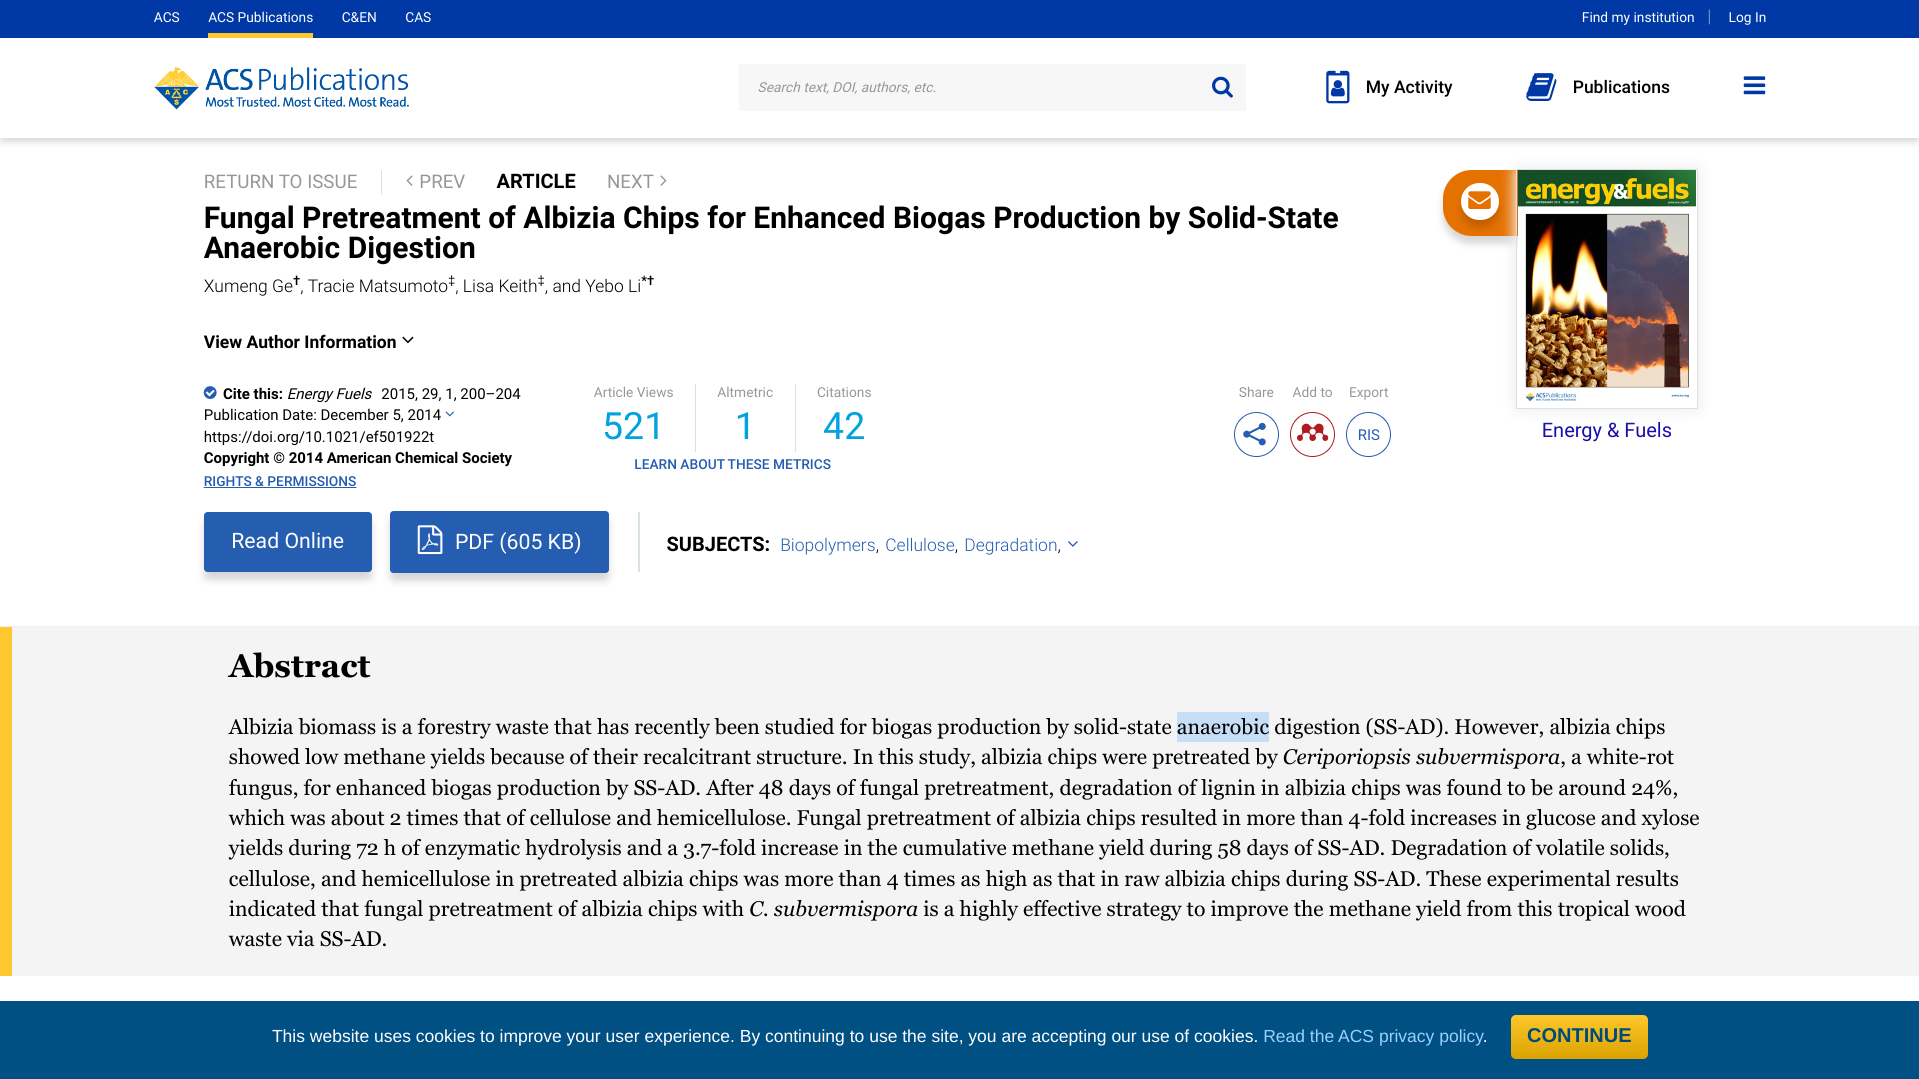 ACS ACS Publications C&EN CAS Find my institution Log In
ACS Publications
Most Trusted. Most Cited. Most Read.
Search text, DOI, authors, etc.
My Activity
Publications
RETURN TO ISSUE < PREV ARTICLE NEXT >
Fungal Pretreatment of Albizia Chips for Enhanced Biogas Production by Solid-State
Anaerobic Digestion
Xumeng Ge†, Tracie Matsumoto‡, Lisa Keith‡, and Yebo Li*†
View Author Information
energy&fuels
ACS Publications
Energy & Fuels
Cite this: Energy Fuels 2015, 29, 1, 200–204
Publication Date: December 5, 2014
https://doi.org/10.1021/ef501922t
Copyright © 2014 American Chemical Society
RIGHTS & PERMISSIONS
Article Views Altmetric Citations
521 1 42
LEARN ABOUT THESE METRICS
Share Add to Export
RIS
Read Online
PDF (605 KB)
SUBJECTS: Biopolymers, Cellulose, Degradation,
Abstract
Albizia biomass is a forestry waste that has recently been studied for biogas production by solid-state anaerobic digestion (SS-AD). However, albizia chips
showed low methane yields because of their recalcitrant structure. In this study, albizia chips were pretreated by Ceriporiopsis subvermispora, a white-rot
fungus, for enhanced biogas production by SS-AD. After 48 days of fungal pretreatment, degradation of lignin in albizia chips was found to be around 24%,
which was about 2 times that of cellulose and hemicellulose. Fungal pretreatment of albizia chips resulted in more than 4-fold increases in glucose and xylose
yields during 72 h of enzymatic hydrolysis and a 3.7-fold increase in the cumulative methane yield during 58 days of SS-AD. Degradation of volatile solids,
cellulose, and hemicellulose in pretreated albizia chips was more than 4 times as high as that in raw albizia chips during SS-AD. These experimental results
indicated that fungal pretreatment of albizia chips with C. subvermispora is a highly effective strategy to improve the methane yield from this tropical wood
waste via SS-AD.
This website uses cookies to improve your user experience. By continuing to use the site, you are accepting our use of cookies. Read the ACS privacy policy.
CONTINUE